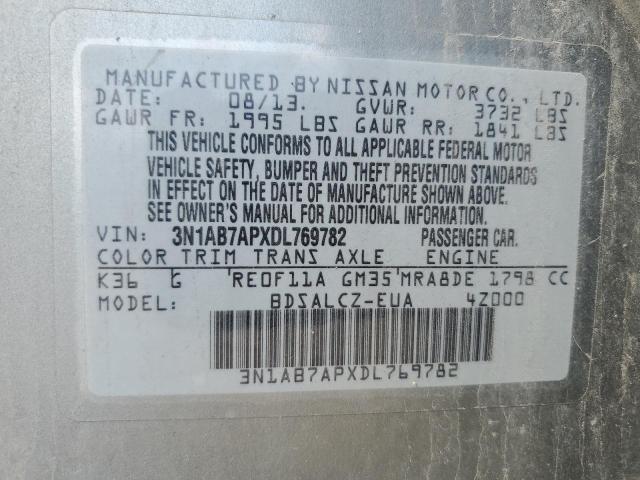 MANUFACTURED BY NISSAN MOTOR CO., LTD.
DATE: 08/13. GVWR: 3732 LBS
GAWR FR: 1995 LBS GAWR RR: 1841 LBS
THIS VEHICLE CONFORMS TO ALL APPLICABLE FEDERAL MOTOR
VEHICLE SAFETY, BUMPER AND THEFT PREVENTION STANDARDS
IN EFFECT ON THE DATE OF MANUFACTURE SHOWN ABOVE.
SEE OWNER'S MANUAL FOR ADDITIONAL INFORMATION.
VIN: 3N1AB7APXDL769782 PASSENGER CAR.
COLOR TRIM TRANS AXLE ENGINE
K36 G RE0F11A GM35 MRA8DE 1798 CC
MODEL: BDSALCZ-EUA 4Z000
3N1AB7APXDL769782